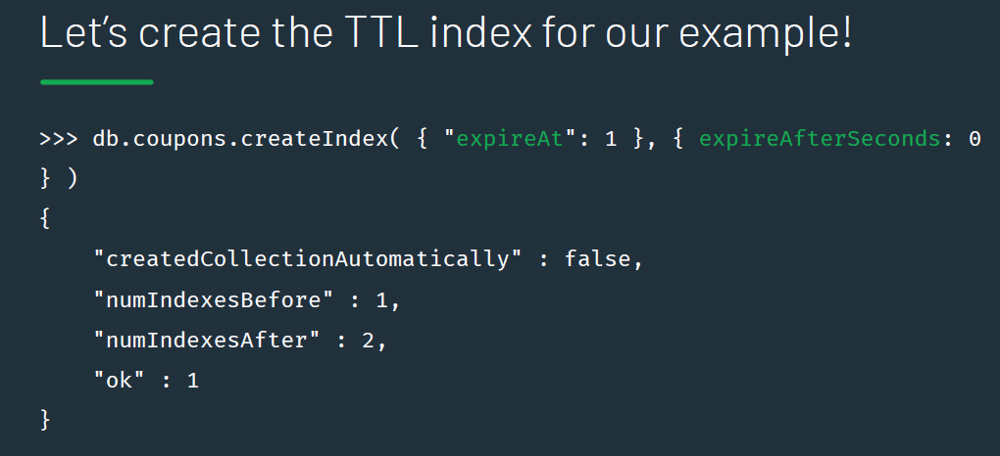 Let's create the TTL index for our example!
>>> db.coupons.createIndex( { "expireAt": 1 }, { expireAfterSeconds: 0
} )
{
"createdCollectionAutomatically" : false,
"numIndexesBefore" : 1,
"numIndexesAfter" : 2,
"ok" : 1
}